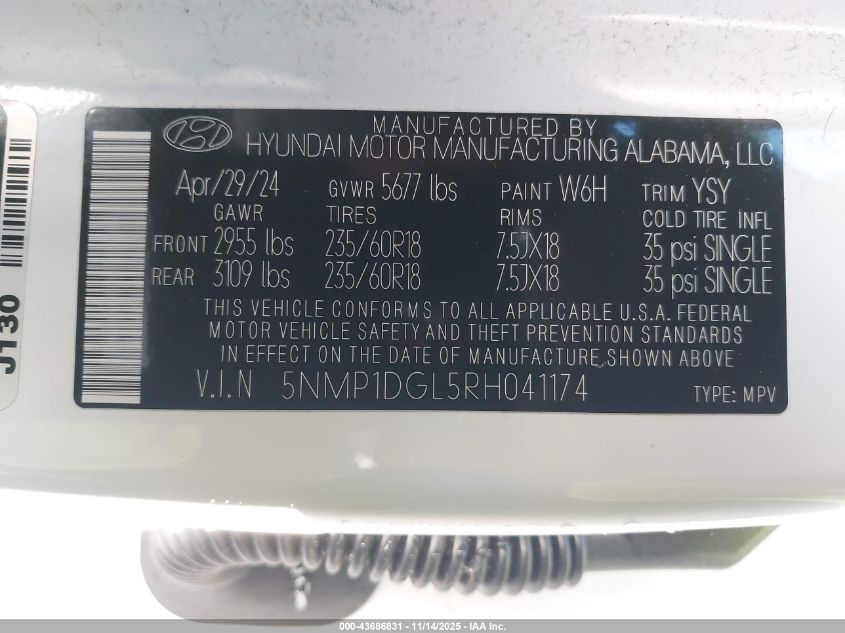 MANUFACTURED BY
HYUNDAI MOTOR MANUFACTURING ALABAMA, LLC
Apr/29/24 GVWR 5677 lbs PAINT W6H TRIM YSY
GAWR TIRES RIMS COLD TIRE INFL
FRONT 2955 lbs 235/60R18 7.5JX18 35 psi SINGLE
REAR 3109 lbs 235/60R18 7.5JX18 35 psi SINGLE
THIS VEHICLE CONFORMS TO ALL APPLICABLE U.S.A. FEDERAL
MOTOR VEHICLE SAFETY AND THEFT PREVENTION STANDARDS
IN EFFECT ON THE DATE OF MANUFACTURE SHOWN ABOVE
V.I.N 5NMP1DGL5RH041174 TYPE: MPV
J130
000-43686831 - 11/14/2025 - IAA Inc.